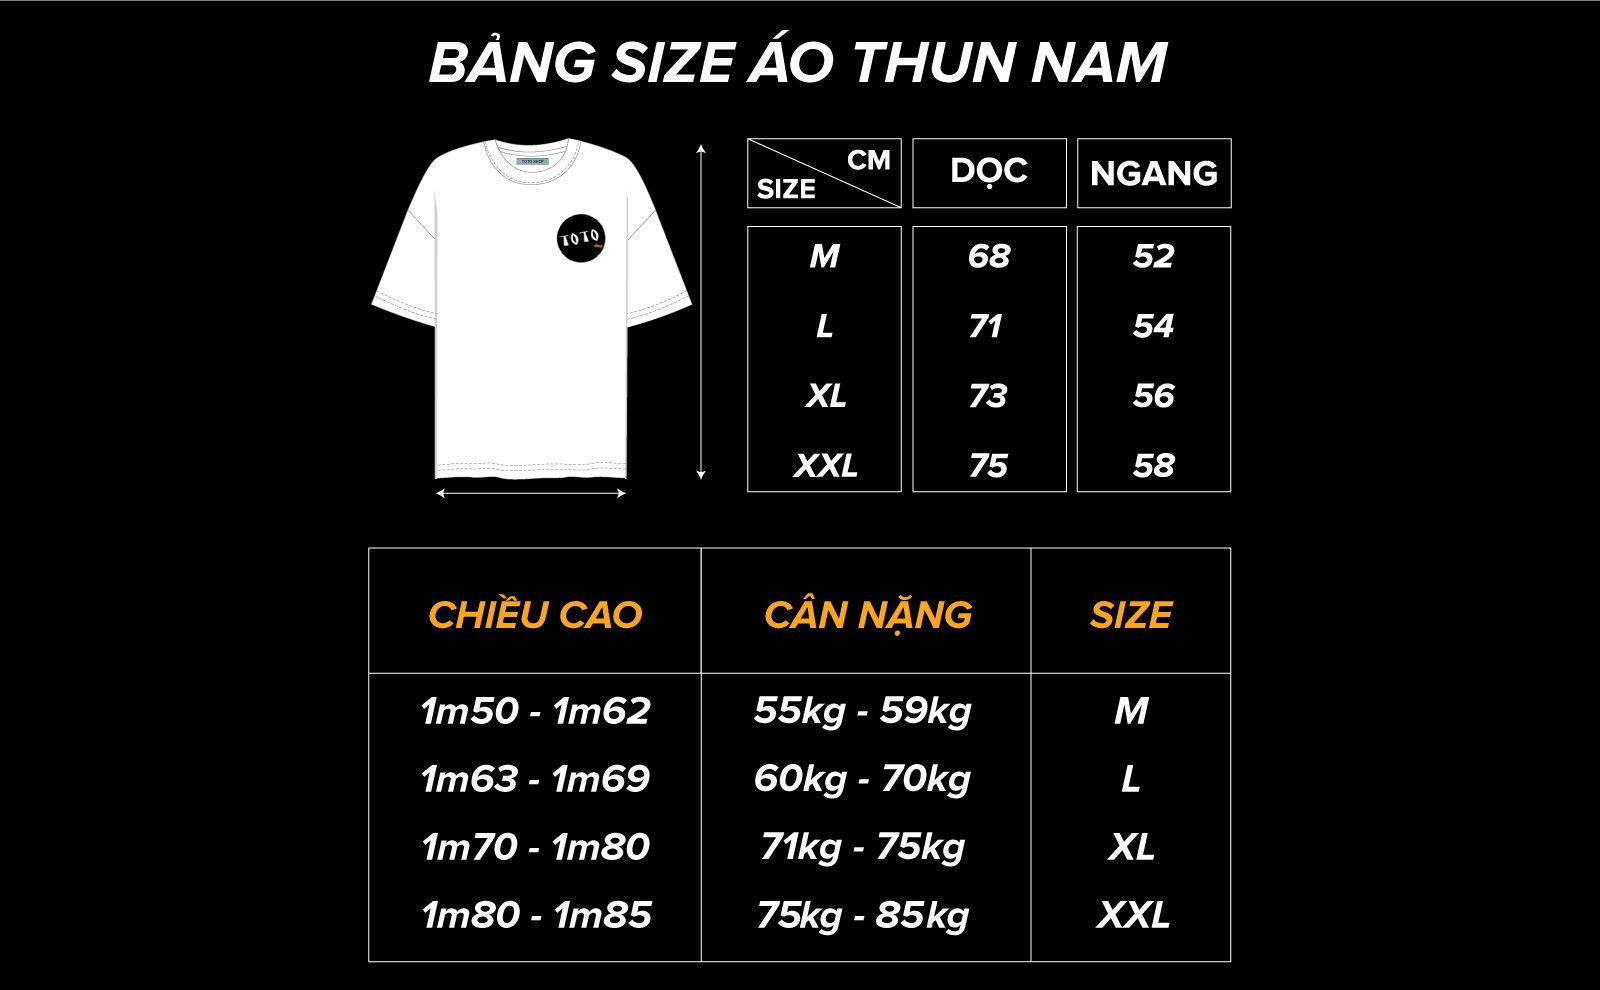 BẢNG SIZE ÁO THUN NAM
TOTO SHOP
TOTO
shop
CM
SIZE
DỌC
NGANG
M 68 52
L 71 54
XL 73 56
XXL 75 58
CHIỀU CAO CÂN NẶNG SIZE
1m50 - 1m62 55kg - 59kg M
1m63 - 1m69 60kg - 70kg L
1m70 - 1m80 71kg - 75kg XL
1m80 - 1m85 75kg - 85kg XXL